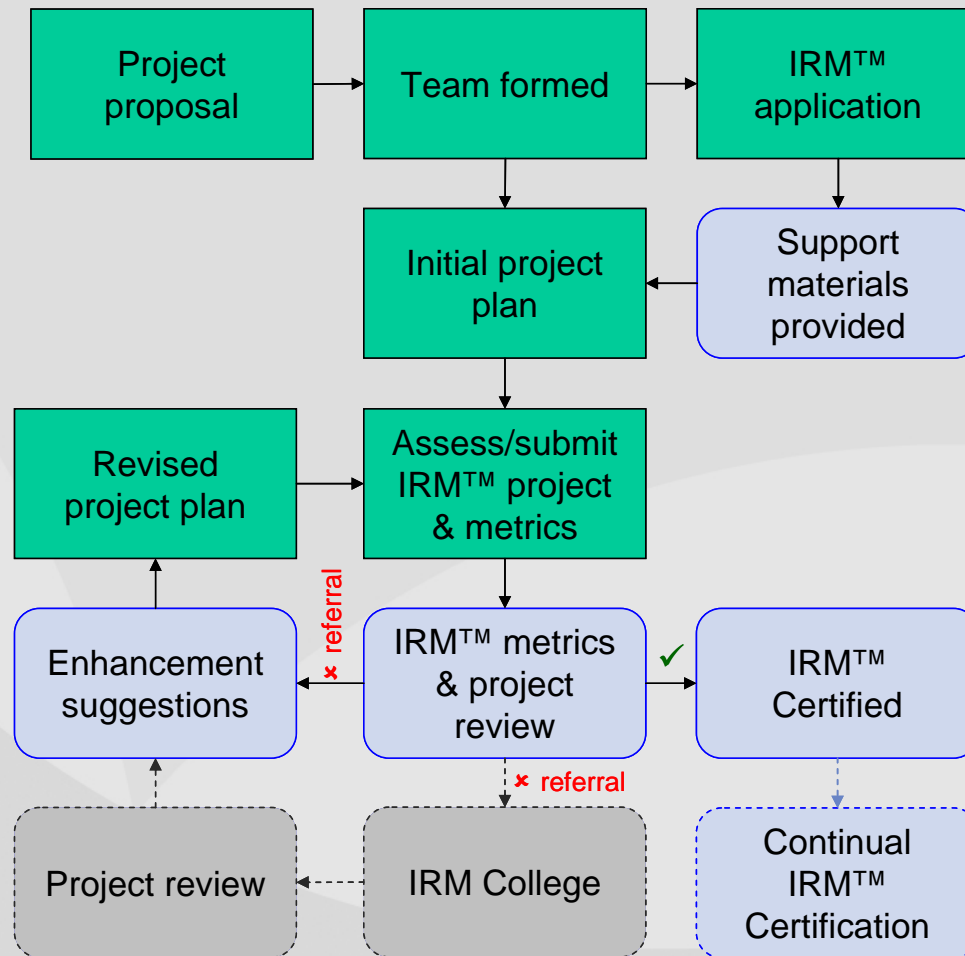 Project
proposal
Team formed
IRM™
application
Initial project
plan
Support
materials
provided
Revised
project plan
Assess/submit
IRM™ project
& metrics
Enhancement
suggestions
✘ referral
IRM™ metrics
& project
review
✓
IRM™
Certified
✘ referral
Project review
IRM College
Continual
IRM™
Certification